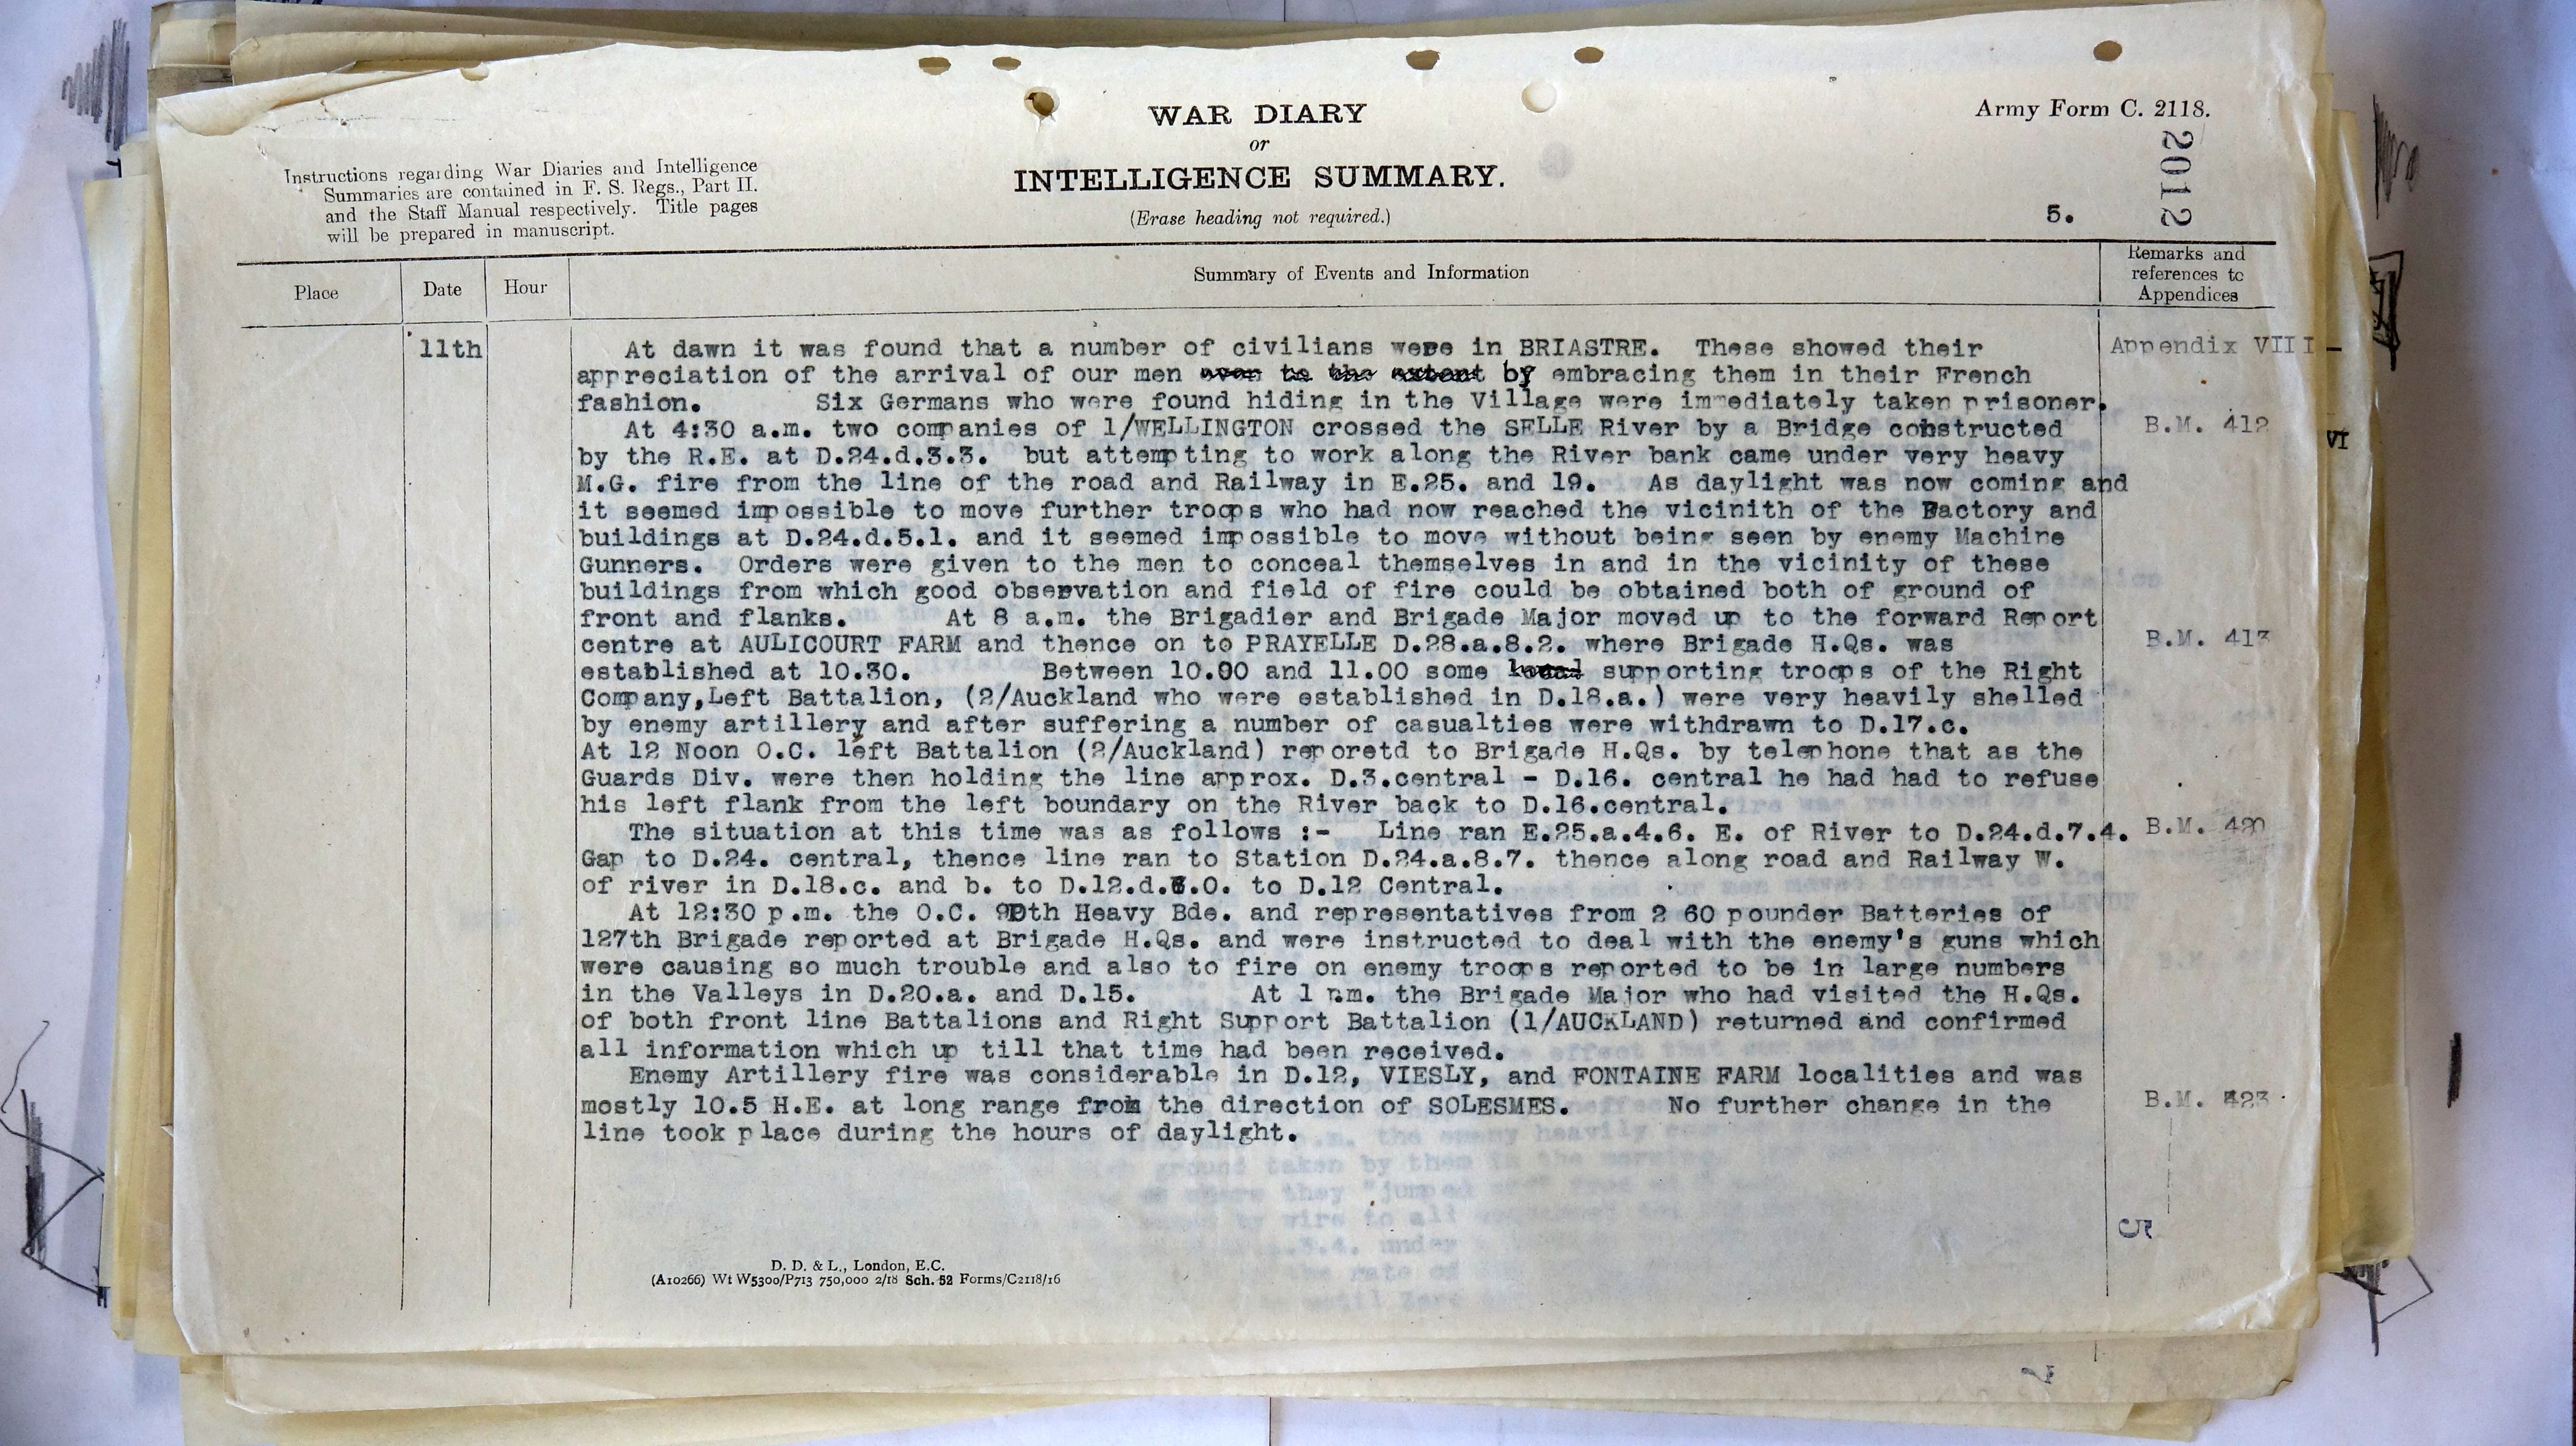 WAR DIARY
or
INTELLIGENCE SUMMARY.
(Erase heading not required.)
Army Form C. 2118.
2012
5.
Instructions regarding War Diaries and Intelligence
Summaries are contained in F. S. Regs., Part II.
and the Staff Manual respectively. Title pages
will be prepared in manuscript.
Place
Date
Hour
Summary of Events and Information
Remarks and
references to
Appendices
11th
At dawn it was found that a number of civilians were in BRIASTRE. These showed their
appreciation of the arrival of our men even to the extent by embracing them in their French
fashion. Six Germans who were found hiding in the Village were immediately taken prisoner.
At 4:30 a.m. two companies of 1/WELLINGTON crossed the SELLE River by a Bridge constructed
by the R.E. at D.24.d.3.3. but attempting to work along the River bank came under very heavy
M.G. fire from the line of the road and Railway in E.25. and 19. As daylight was now coming and
it seemed impossible to move further troops who had now reached the vicinith of the Factory and
buildings at D.24.d.5.1. and it seemed impossible to move without being seen by enemy Machine
Gunners. Orders were given to the men to conceal themselves in and in the vicinity of these
buildings from which good observation and field of fire could be obtained both of ground of
front and flanks. At 8 a.m. the Brigadier and Brigade Major moved up to the forward Report
centre at AULICOURT FARM and thence on to PRAYELLE D.28.a.8.2. where Brigade H.Qs. was
established at 10.30. Between 10.00 and 11.00 some supporting troops of the Right
Company,Left Battalion, (2/Auckland who were established in D.18.a.) were very heavily shelled
by enemy artillery and after suffering a number of casualties were withdrawn to D.17.c.
At 12 Noon O.C. left Battalion (2/Auckland) reporetd to Brigade H.Qs. by telephone that as the
Guards Div. were then holding the line approx. D.3.central - D.16. central he had had to refuse
his left flank from the left boundary on the River back to D.16.central.
The situation at this time was as follows :- Line ran E.25.a.4.6. E. of River to D.24.d.7.4.
Gap to D.24. central, thence line ran to Station D.24.a.8.7. thence along road and Railway W.
of river in D.18.c. and b. to D.12.d.6.0. to D.12 Central.
At 12:30 p.m. the O.C. 90th Heavy Bde. and representatives from 2 60 pounder Batteries of
127th Brigade reported at Brigade H.Qs. and were instructed to deal with the enemy's guns which
were causing so much trouble and also to fire on enemy troops reported to be in large numbers
in the Valleys in D.20.a. and D.15. At 1 p.m. the Brigade Major who had visited the H.Qs.
of both front line Battalions and Right Support Battalion (1/AUCKLAND) returned and confirmed
all information which up till that time had been received.
Enemy Artillery fire was considerable in D.12, VIESLY, and FONTAINE FARM localities and was
mostly 10.5 H.E. at long range from the direction of SOLESMES. No further change in the
line took place during the hours of daylight.
Appendix VIII
VI
B.M. 412
B.M. 413
B.M. 420
B.M. 423
5
7
D. D. & L., London, E.C.
(A10266) Wt W5300/P713 750,000 2/18 Sch. 52 Forms/C2118/16